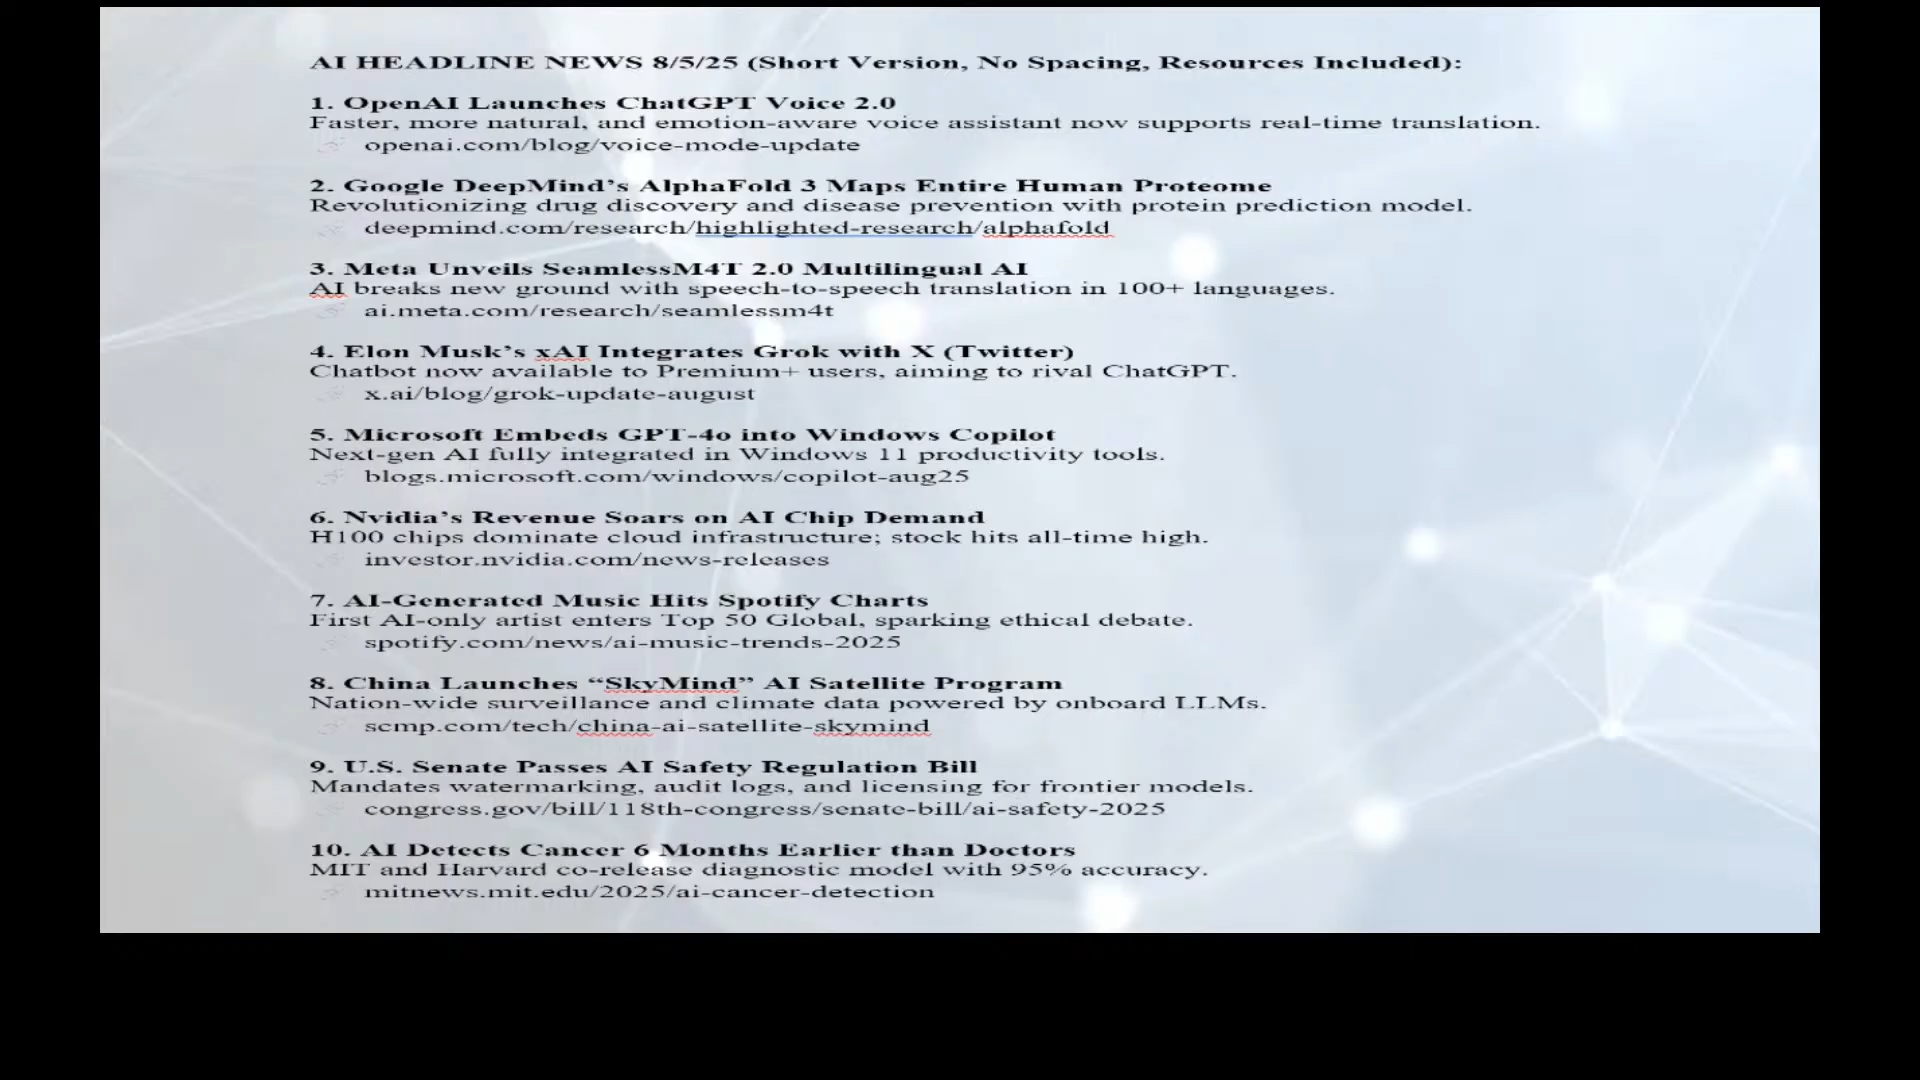 AI HEADLINE NEWS 8/5/25 (Short Version, No Spacing, Resources Included):
1. OpenAI Launches ChatGPT Voice 2.0
Faster, more natural, and emotion-aware voice assistant now supports real-time translation.
openai.com/blog/voice-mode-update
2. Google DeepMind’s AlphaFold 3 Maps Entire Human Proteome
Revolutionizing drug discovery and disease prevention with protein prediction model.
deepmind.com/research/highlighted-research/alphafold
3. Meta Unveils SeamlessM4T 2.0 Multilingual AI
AI breaks new ground with speech-to-speech translation in 100+ languages.
ai.meta.com/research/seamlessm4t
4. Elon Musk’s xAI Integrates Grok with X (Twitter)
Chatbot now available to Premium+ users, aiming to rival ChatGPT.
x.ai/blog/grok-update-august
5. Microsoft Embeds GPT-4o into Windows Copilot
Next-gen AI fully integrated in Windows 11 productivity tools.
blogs.microsoft.com/windows/copilot-aug25
6. Nvidia’s Revenue Soars on AI Chip Demand
H100 chips dominate cloud infrastructure; stock hits all-time high.
investor.nvidia.com/news-releases
7. AI-Generated Music Hits Spotify Charts
First AI-only artist enters Top 50 Global, sparking ethical debate.
spotify.com/news/ai-music-trends-2025
8. China Launches “SkyMind” AI Satellite Program
Nation-wide surveillance and climate data powered by onboard LLMs.
scmp.com/tech/china-ai-satellite-skymind
9. U.S. Senate Passes AI Safety Regulation Bill
Mandates watermarking, audit logs, and licensing for frontier models.
congress.gov/bill/118th-congress/senate-bill/ai-safety-2025
10. AI Detects Cancer 6 Months Earlier than Doctors
MIT and Harvard co-release diagnostic model with 95% accuracy.
mitnews.mit.edu/2025/ai-cancer-detection